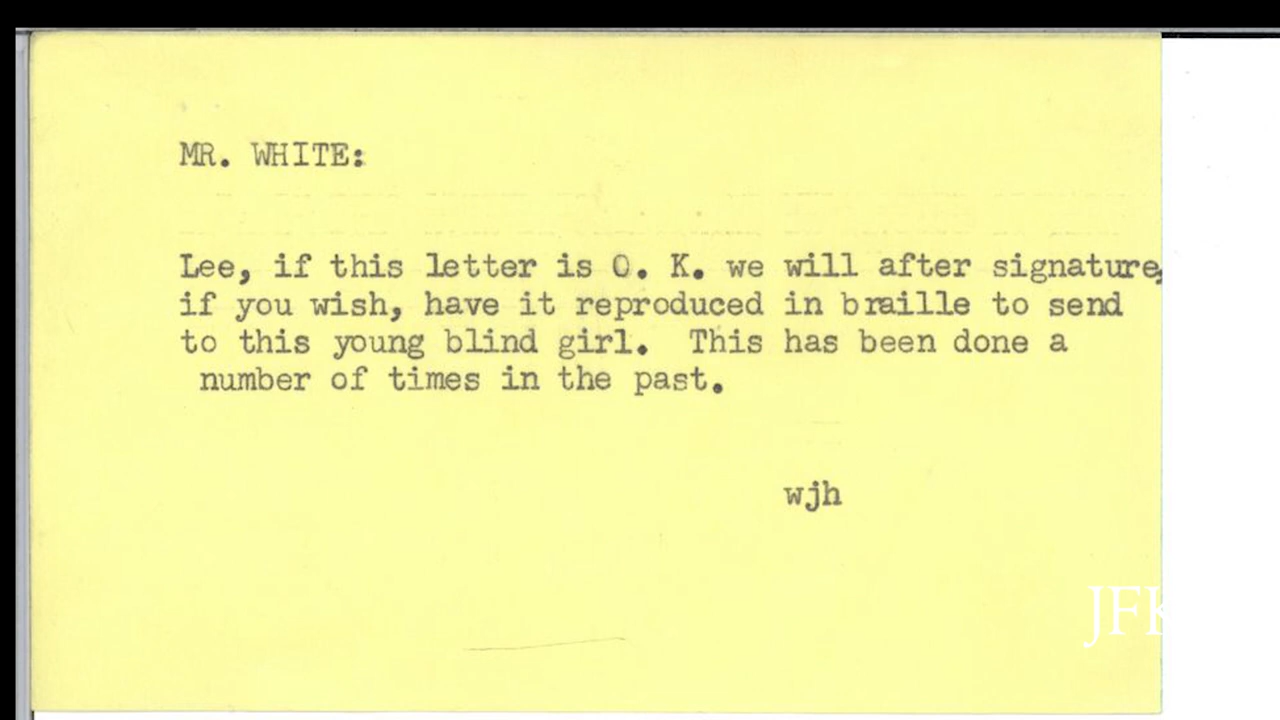 MR. WHITE:
Lee, if this letter is O. K. we will after signature,
if you wish, have it reproduced in braille to send
to this young blind girl. This has been done a
number of times in the past.
wjh
JFK